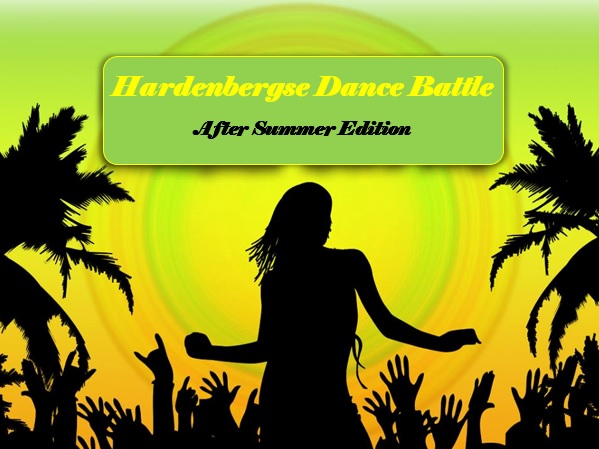 Hardenbergse Dance Battle
After Summer Edition